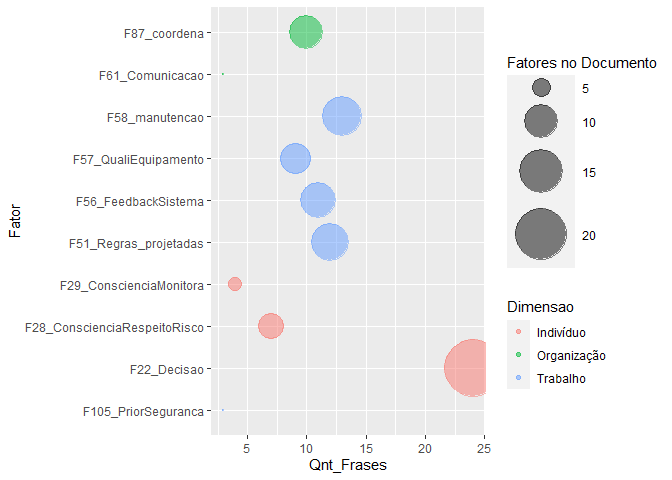 F87_coordena
F61_Comunicacao
F58_manutencao
F57_QualiEquipamento
F56_FeedbackSistema
F51_Regras_projetadas
F29_ConscienciaMonitora
F28_ConscienciaRespeitoRisco
F22_Decisao
F105_PriorSeguranca
Fator
5
10
15
20
25
Qnt_Frases
Fatores no Documento
5
10
15
20
Dimensao
Indivíduo
Organização
Trabalho